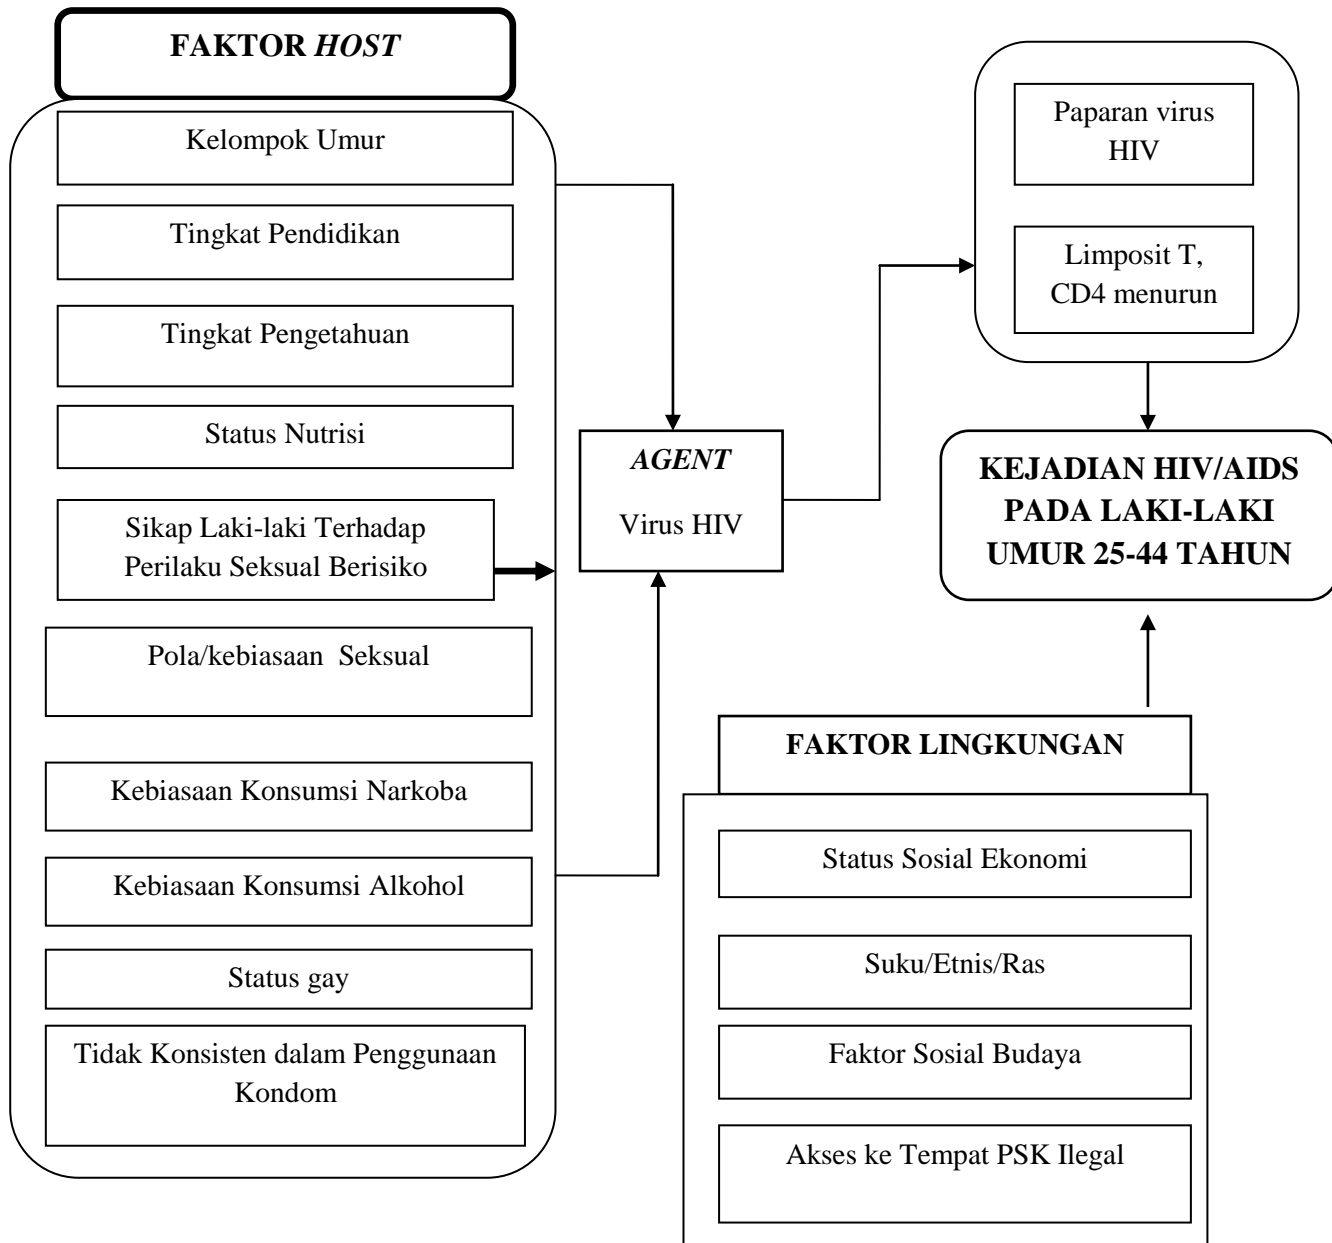 FAKTOR HOST
Kelompok Umur
Tingkat Pendidikan
Tingkat Pengetahuan
Status Nutrisi
Sikap Laki-laki Terhadap
Perilaku Seksual Berisiko
Pola/kebiasaan Seksual
Kebiasaan Konsumsi Narkoba
Kebiasaan Konsumsi Alkohol
Status gay
Tidak Konsisten dalam Penggunaan
Kondom
AGENT
Virus HIV
Paparan virus
HIV
Limposit T,
CD4 menurun
KEJADIAN HIV/AIDS
PADA LAKI-LAKI
UMUR 25-44 TAHUN
FAKTOR LINGKUNGAN
Status Sosial Ekonomi
Suku/Etnis/Ras
Faktor Sosial Budaya
Akses ke Tempat PSK Ilegal